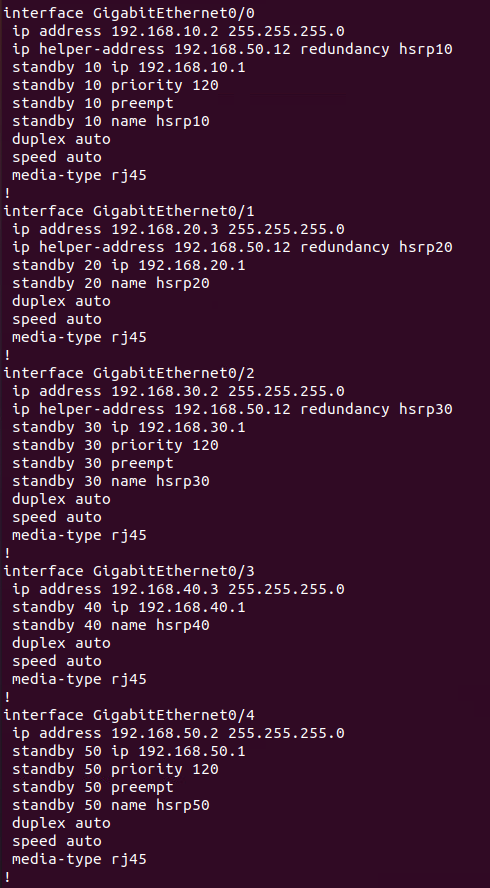 interface GigabitEthernet0/0
 ip address 192.168.10.2 255.255.255.0
 ip helper-address 192.168.50.12 redundancy hsrp10
 standby 10 ip 192.168.10.1
 standby 10 priority 120
 standby 10 preempt
 standby 10 name hsrp10
 duplex auto
 speed auto
 media-type rj45
!
interface GigabitEthernet0/1
 ip address 192.168.20.3 255.255.255.0
 ip helper-address 192.168.50.12 redundancy hsrp20
 standby 20 ip 192.168.20.1
 standby 20 name hsrp20
 duplex auto
 speed auto
 media-type rj45
!
interface GigabitEthernet0/2
 ip address 192.168.30.2 255.255.255.0
 ip helper-address 192.168.50.12 redundancy hsrp30
 standby 30 ip 192.168.30.1
 standby 30 priority 120
 standby 30 preempt
 standby 30 name hsrp30
 duplex auto
 speed auto
 media-type rj45
!
interface GigabitEthernet0/3
 ip address 192.168.40.3 255.255.255.0
 standby 40 ip 192.168.40.1
 standby 40 name hsrp40
 duplex auto
 speed auto
 media-type rj45
!
interface GigabitEthernet0/4
 ip address 192.168.50.2 255.255.255.0
 standby 50 ip 192.168.50.1
 standby 50 priority 120
 standby 50 preempt
 standby 50 name hsrp50
 duplex auto
 speed auto
 media-type rj45
!